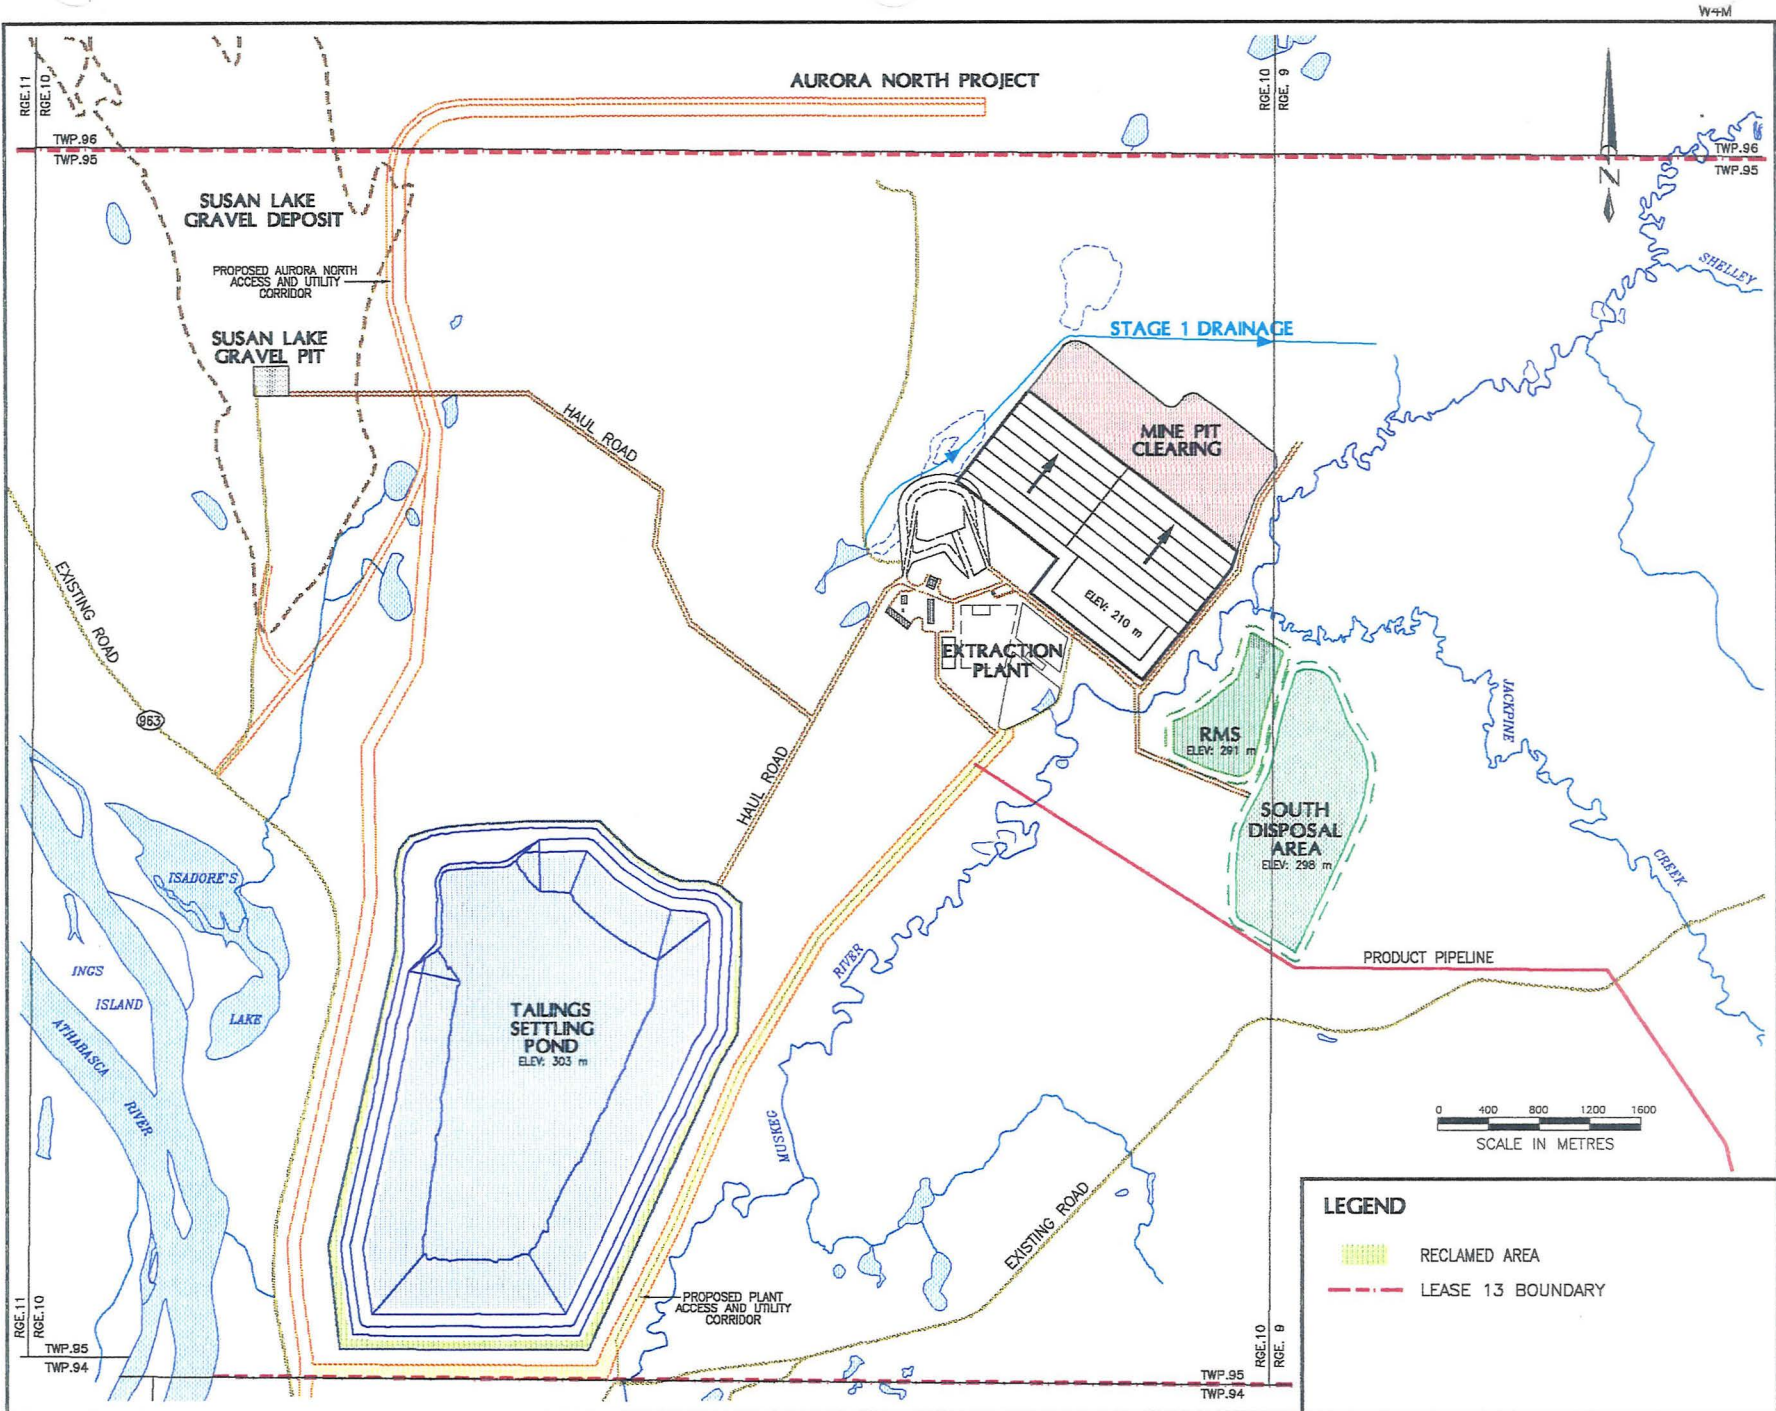 W4M
AURORA NORTH PROJECT
RGE.11
RGE.10
RGE.10
RGE. 9
TWP.96
TWP.95
TWP.96
TWP.95
N
SUSAN LAKE
GRAVEL DEPOSIT
PROPOSED AURORA NORTH
ACCESS AND UTILITY
CORRIDOR
SHELLEY
STAGE 1 DRAINAGE
SUSAN LAKE
GRAVEL PIT
HAUL ROAD
MINE PIT
CLEARING
EXISTING ROAD
ELEV: 210 m
EXTRACTION
PLANT
963
JACKPINE
RMS
ELEV: 291 m
HAUL ROAD
SOUTH
DISPOSAL
AREA
ELEV: 298 m
CREEK
ISADORE'S
RIVER
PRODUCT PIPELINE
INGS
ISLAND
LAKE
TAILINGS
SETTLING
POND
ELEV: 303 m
ATHABASCA
RIVER
MUSKEG
0 400 800 1200 1600
SCALE IN METRES
EXISTING ROAD
LEGEND
RECLAMED AREA
LEASE 13 BOUNDARY
PROPOSED PLANT
ACCESS AND UTILITY
CORRIDOR
RGE.11
RGE.10
RGE.10
RGE. 9
TWP.95
TWP.94
TWP.95
TWP.94